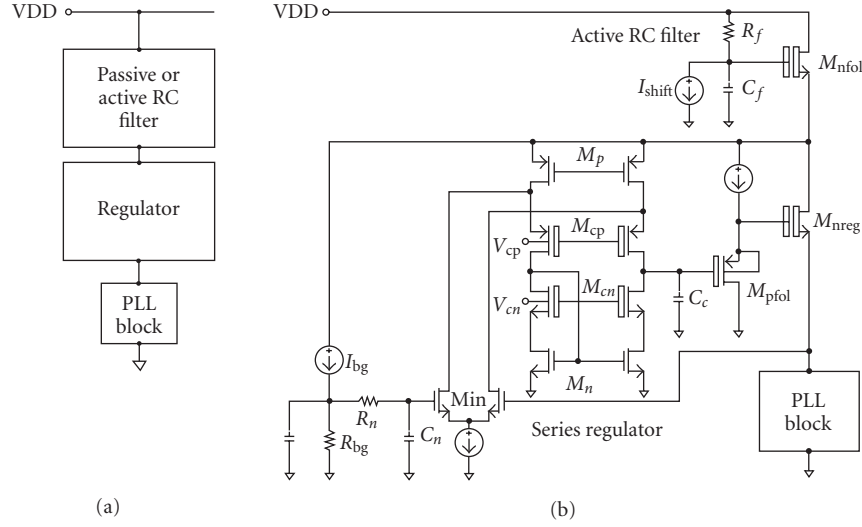 VDD
Passive or
active RC
filter
Regulator
PLL
block
(a)
VDD
Active RC filter
R_f
M_nfol
I_shift
C_f
M_p
M_cp
V_cp
M_nreg
M_cn
V_cn
C_c
M_pfol
M_n
I_bg
Min
R_n
R_bg
C_n
Series regulator
PLL
block
(b)